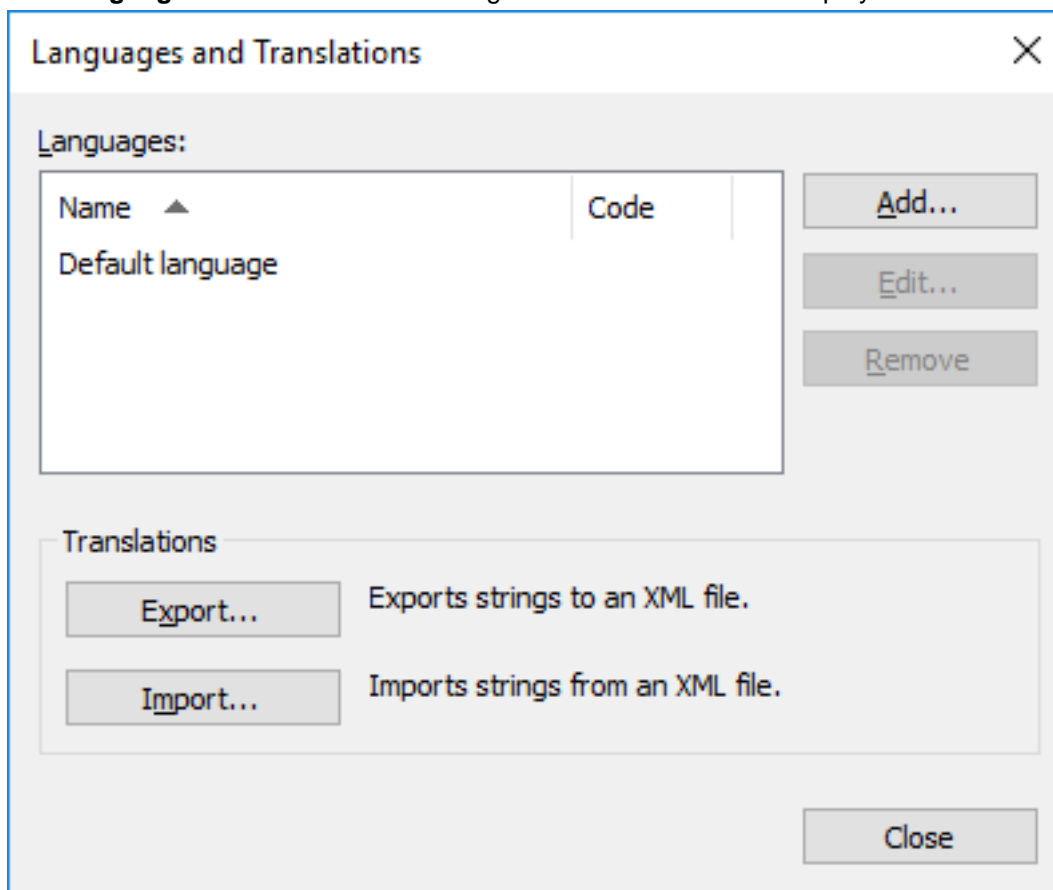 Languages and Translations
Languages:
Name Code
Default language
Add...
Edit...
Remove
Translations
Export... Exports strings to an XML file.
Import... Imports strings from an XML file.
Close